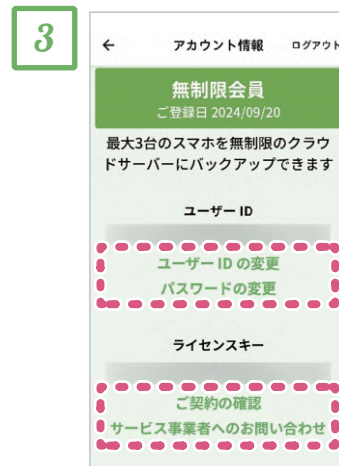 3
← アカウント情報 ログアウト
無制限会員
ご登録日 2024/09/20
最大3台のスマホを無制限のクラウ
ドサーバーにバックアップできます
ユーザー ID
ユーザー ID の変更
パスワードの変更
ライセンスキー
ご契約の確認
サービス事業者へのお問い合わせ